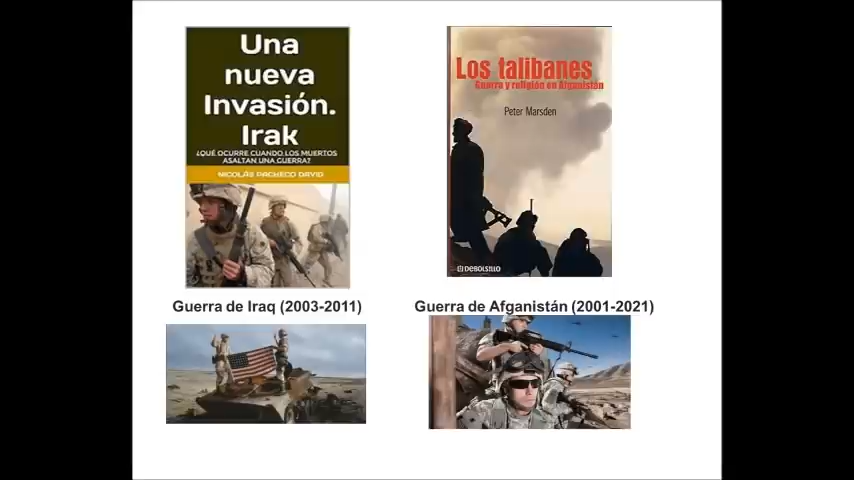 Una
nueva
Invasión.
Irak
¿QUÉ OCURRE CUANDO LOS MUERTOS
ASALTAN UNA GUERRA?
NICOLÁS PACHECO DAVID
Los talibanes
Guerra y religión en Afganistán
Peter Marsden
DEBOLSILLO
Guerra de Iraq (2003-2011)
Guerra de Afganistán (2001-2021)